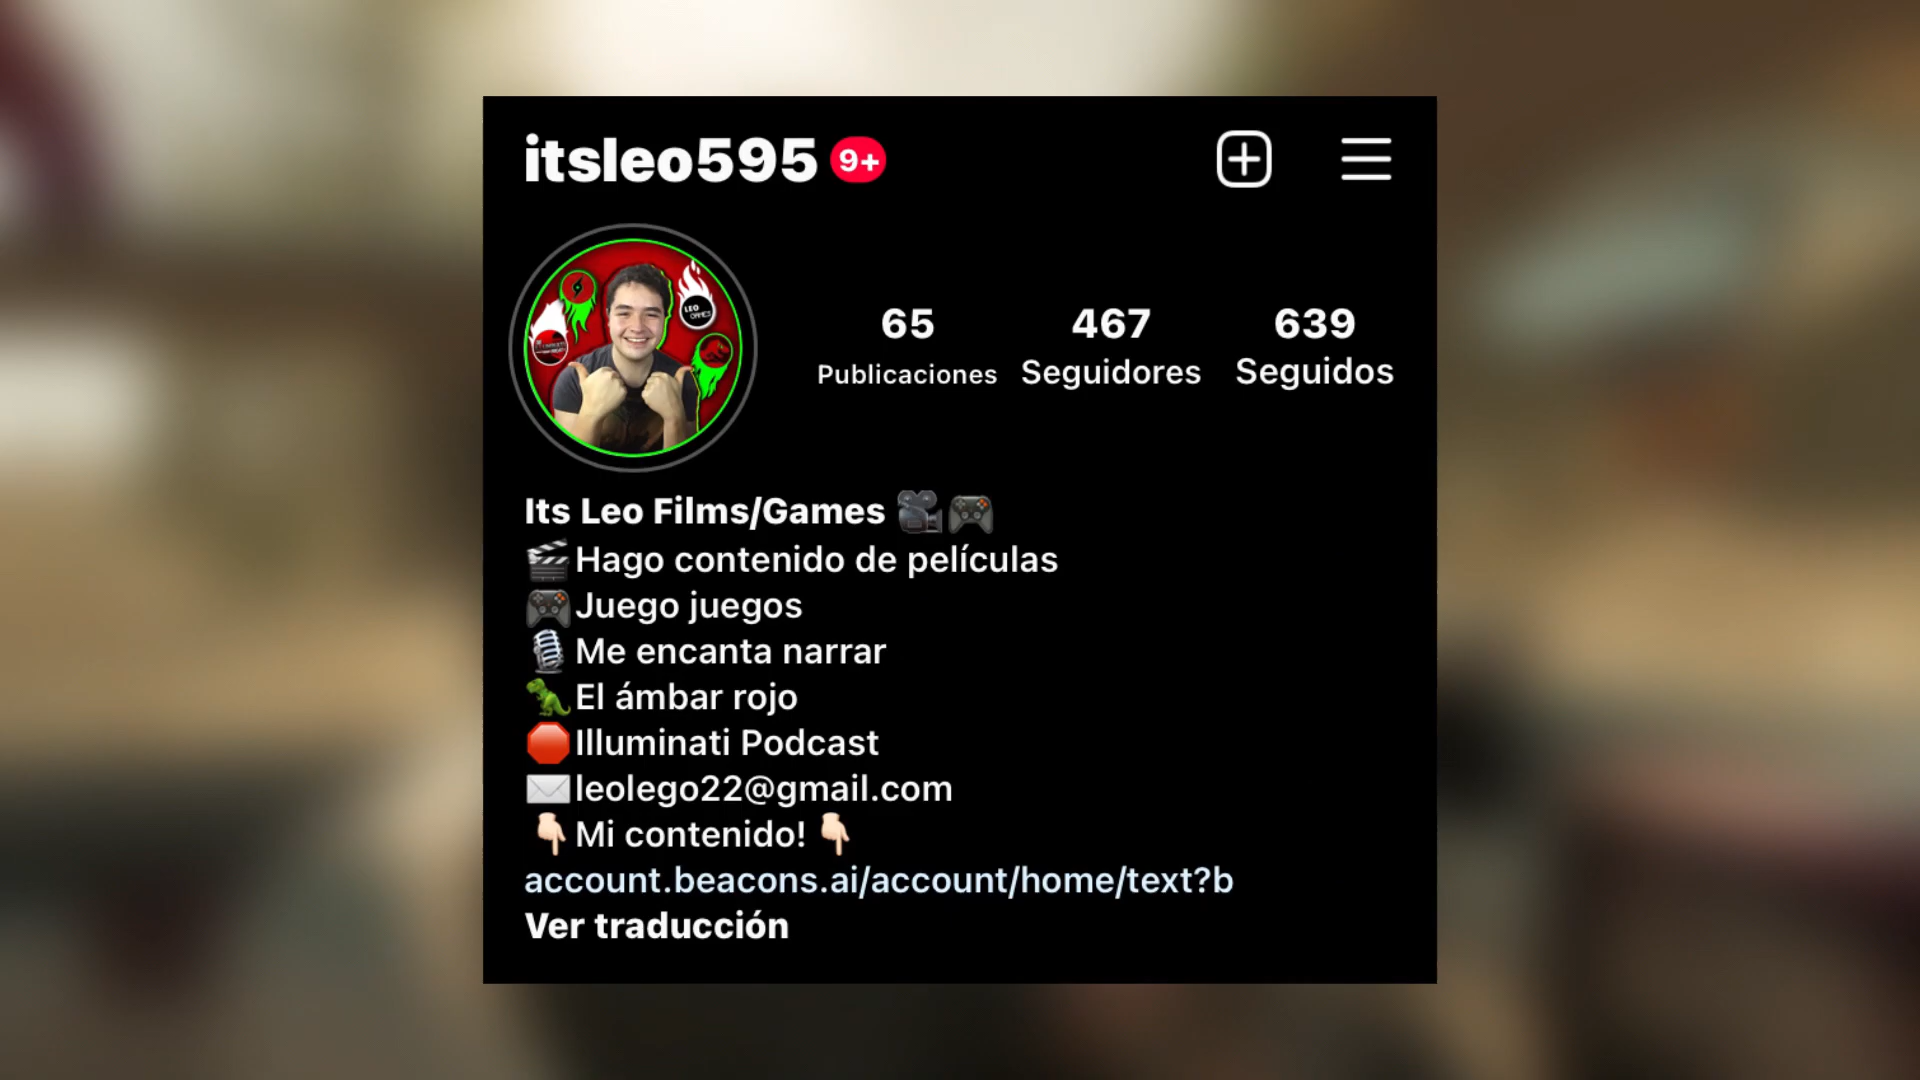 itsleo595 9+
LEO
GAMES
65 467 639
Publicaciones Seguidores Seguidos
Its Leo Films/Games 🎥🎮
🎬Hago contenido de películas
🎮Juego juegos
🎙Me encanta narrar
🦖El ámbar rojo
🛑Illuminati Podcast
✉️leolego22@gmail.com
👇🏻Mi contenido! 👇🏻
account.beacons.ai/account/home/text?b
Ver traducción